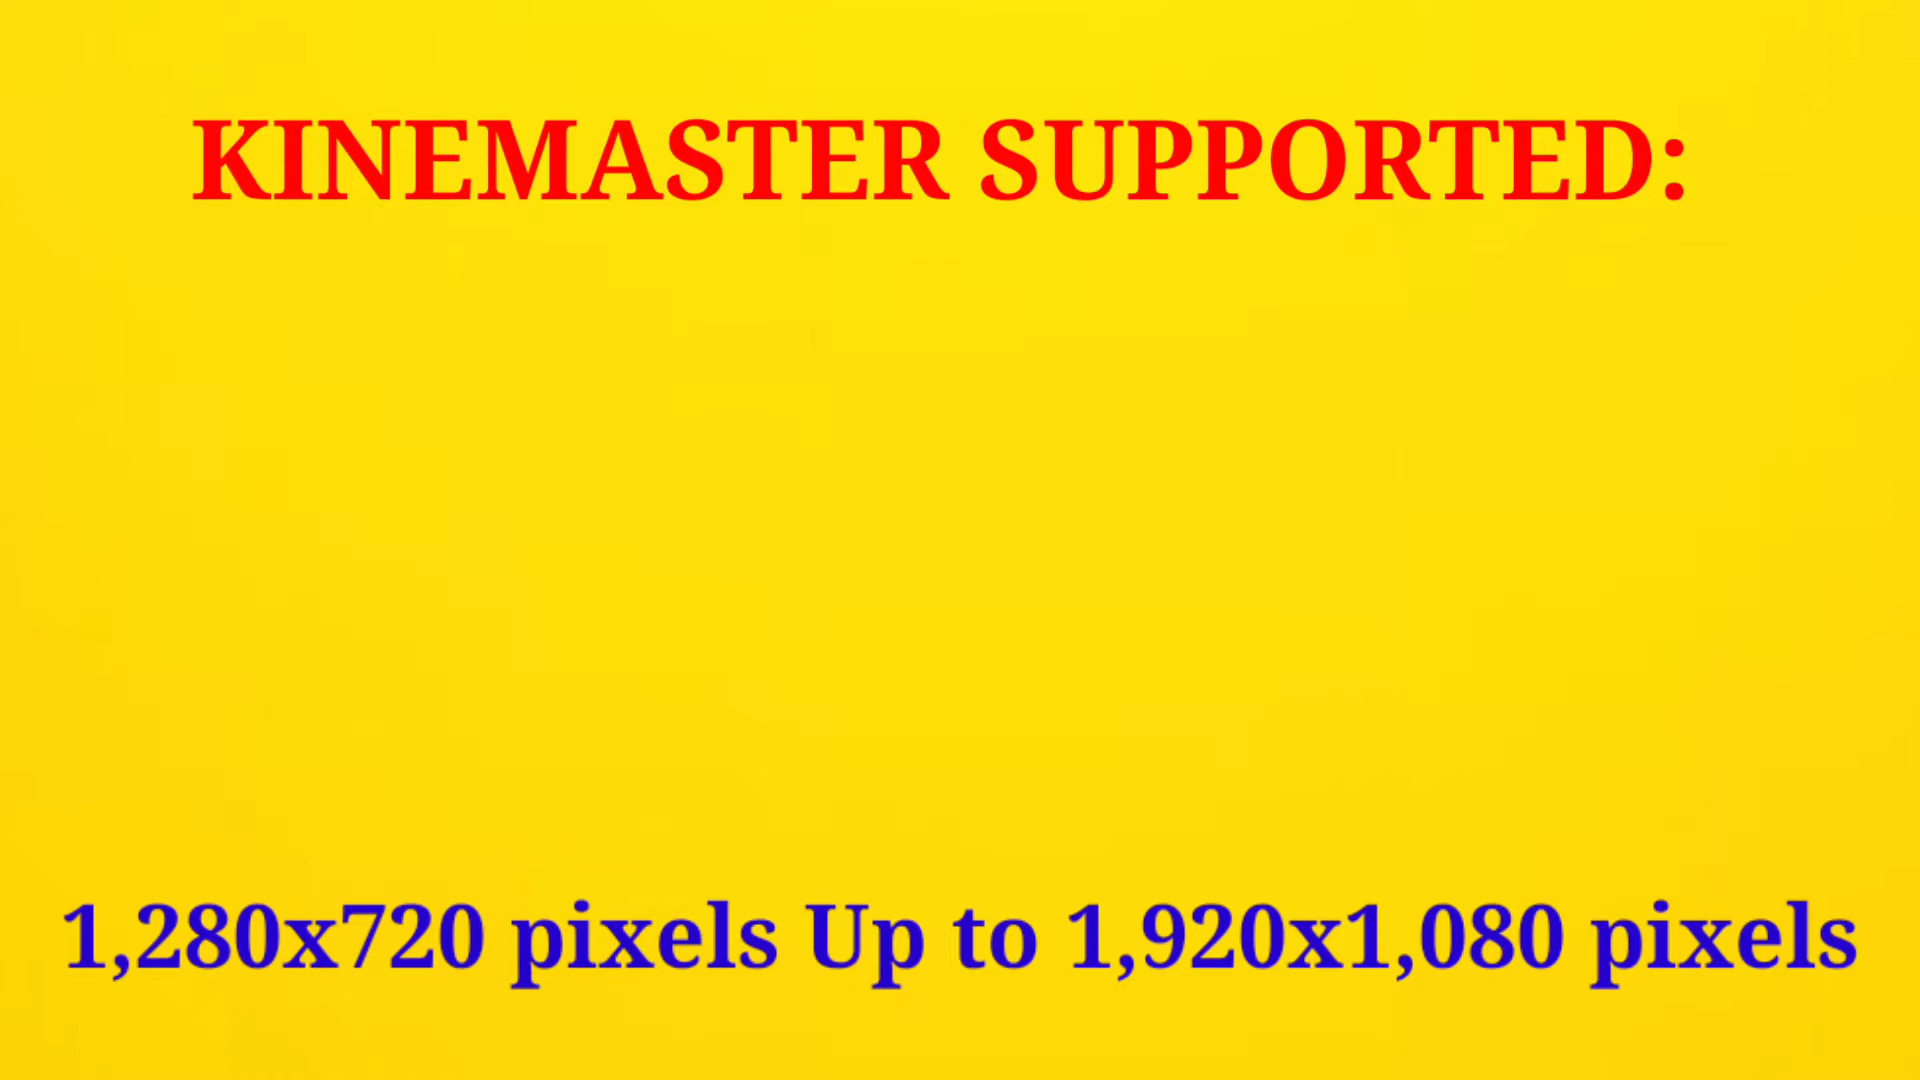 KINEMASTER SUPPORTED:
1,280x720 pixels Up to 1,920x1,080 pixels